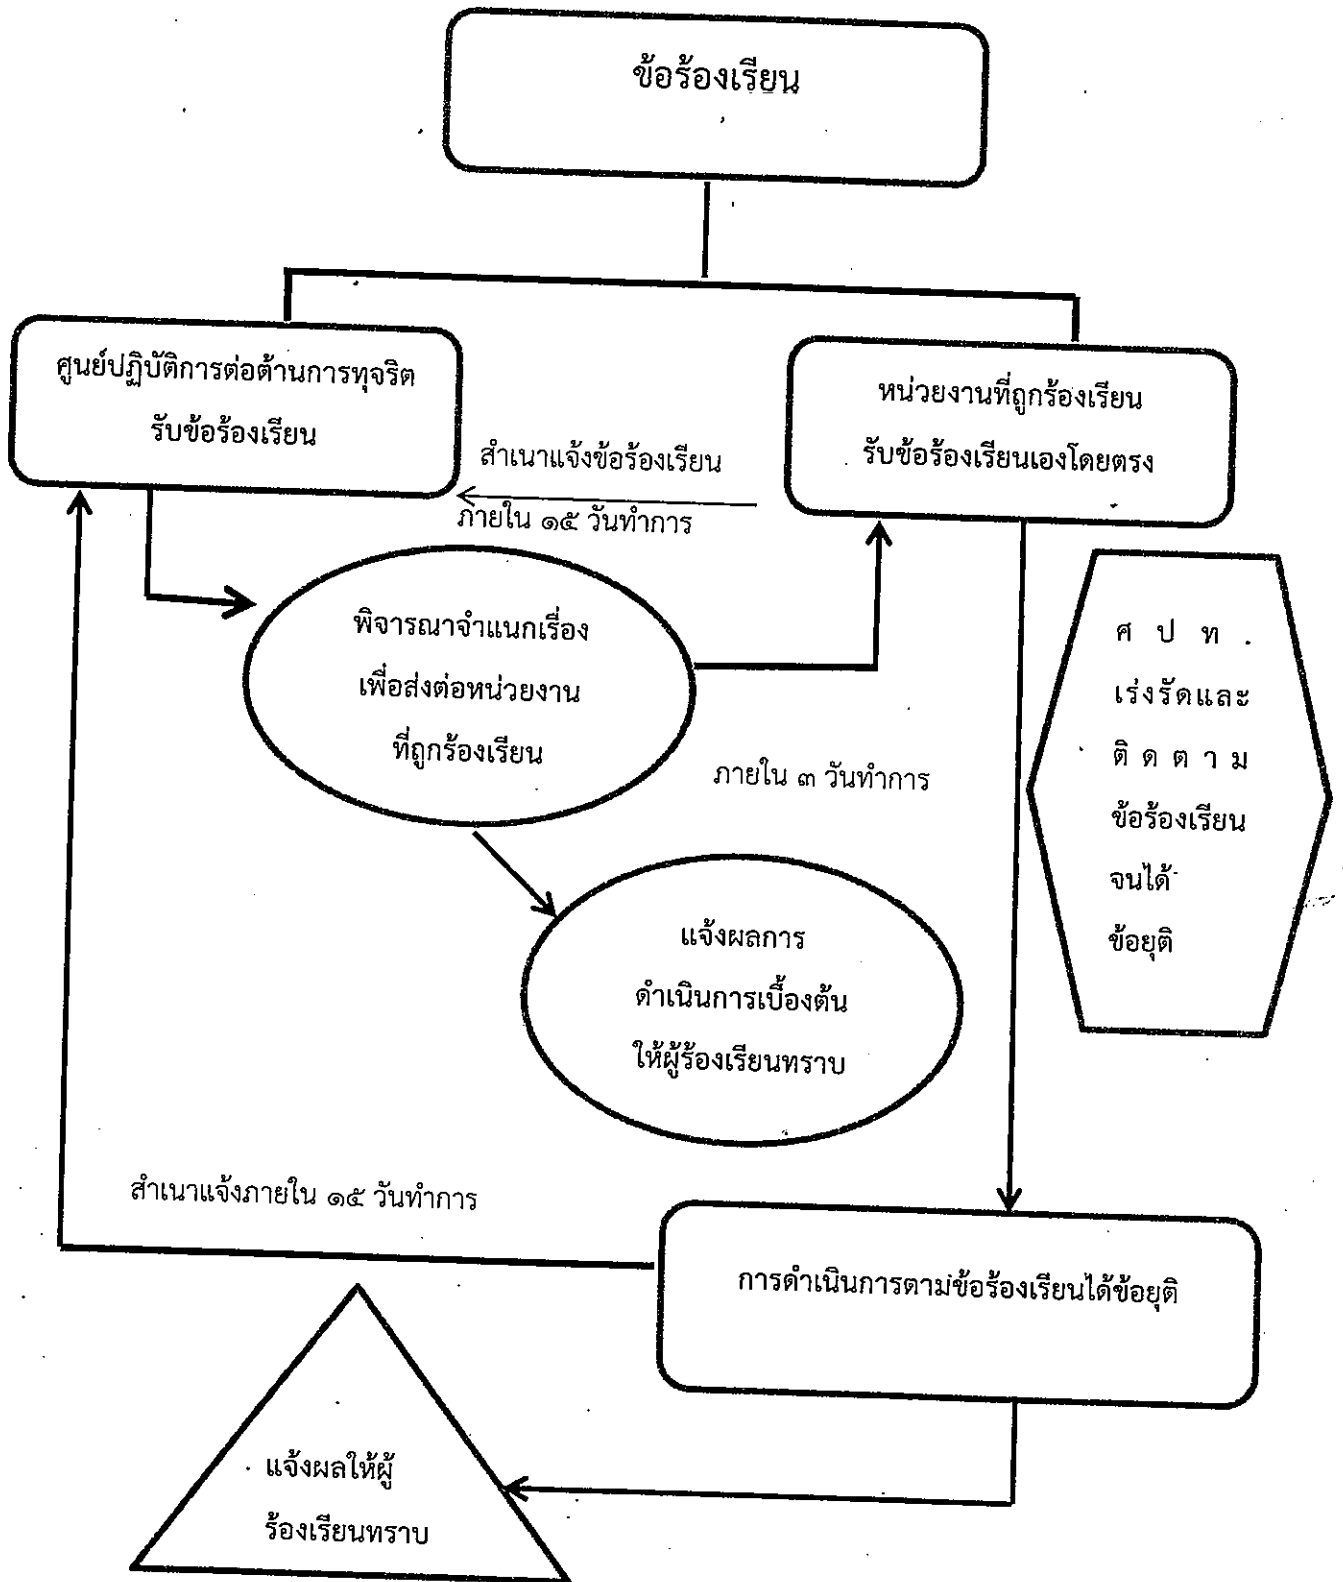 ข้อร้องเรียน
ศูนย์ปฏิบัติการต่อต้านการทุจริต
รับข้อร้องเรียน
หน่วยงานที่ถูกร้องเรียน
รับข้อร้องเรียนเองโดยตรง
สำเนาแจ้งข้อร้องเรียน
ภายใน ๑๕ วันทำการ
พิจารณาจำแนกเรื่อง
เพื่อส่งต่อหน่วยงาน
ที่ถูกร้องเรียน
ภายใน ๓ วันทำการ
ศ ป ท .
เร่งรัดและ
ติ ด ต า ม
ข้อร้องเรียน
จนได้
ข้อยุติ
แจ้งผลการ
ดำเนินการเบื้องต้น
ให้ผู้ร้องเรียนทราบ
สำเนาแจ้งภายใน ๑๕ วันทำการ
การดำเนินการตามข้อร้องเรียนได้ข้อยุติ
แจ้งผลให้ผู้
ร้องเรียนทราบ